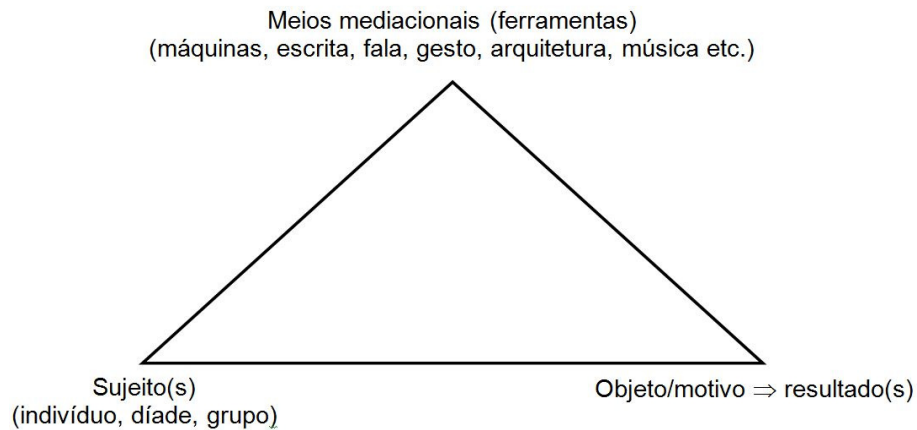 Meios mediacionais (ferramentas)
(máquinas, escrita, fala, gesto, arquitetura, música etc.)
Sujeito(s)
(indivíduo, díade, grupo)
Objeto/motivo ⇒ resultado(s)